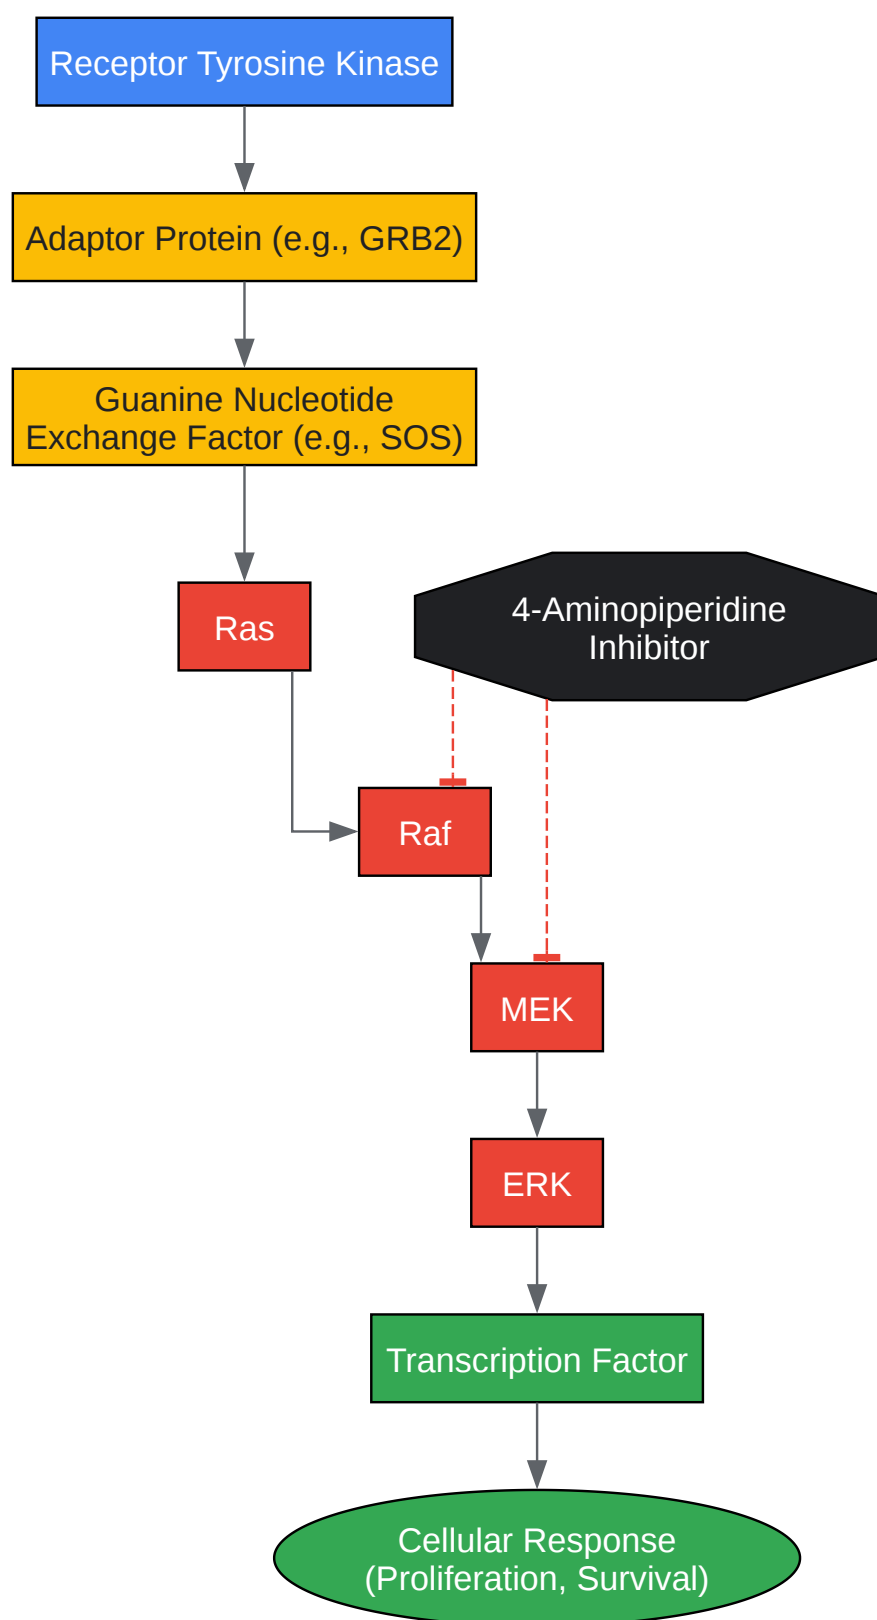 Receptor Tyrosine Kinase
Adaptor Protein (e.g., GRB2)
Guanine Nucleotide
Exchange Factor (e.g., SOS)
Ras
4-Aminopiperidine
Inhibitor
Raf
MEK
ERK
Transcription Factor
Cellular Response
(Proliferation, Survival)